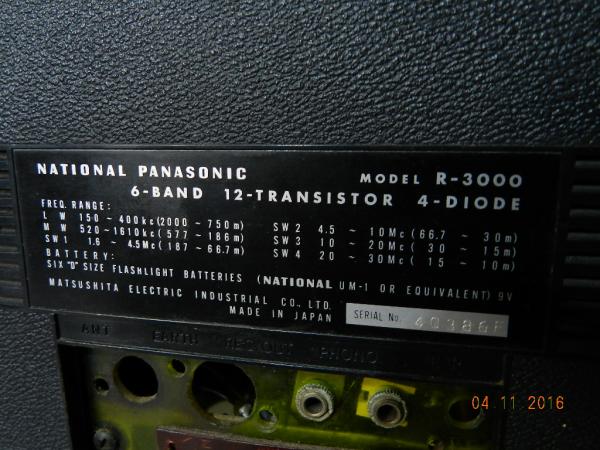 NATIONAL PANASONIC MODEL R-3000
6-BAND 12-TRANSISTOR 4-DIODE
FREQ. RANGE:
L W 150 ~ 400kc(2000 ~ 750m)
M W 520~1610kc(577 ~ 186m)
SW 1 1.6 ~ 4.5Mc(187 ~ 66.7m)
SW 2 4.5 ~ 10Mc(66.7 ~ 30m)
SW 3 10 ~ 20Mc( 30 ~ 15m)
SW 4 20 ~ 30Mc( 15 ~ 10m)
BATTERY:
SIX "D" SIZE FLASHLIGHT BATTERIES (NATIONAL UM-1 OR EQUIVALENT) 9V
MATSUSHITA ELECTRIC INDUSTRIAL CO., LTD.
MADE IN JAPAN SERIAL No.
ANT EARTH REC OUT PHONO
04.11.2016